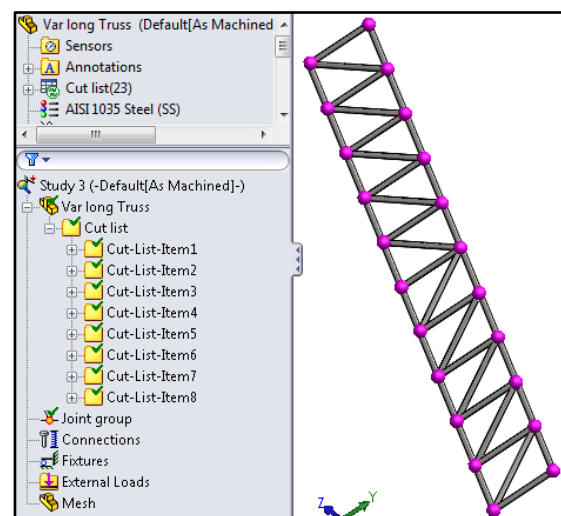 Var long Truss (Default[As Machined
Sensors
Annotations
Cut list(23)
AISI 1035 Steel (SS)
Study 3 (-Default[As Machined]-)
Var long Truss
Cut list
Cut-List-Item1
Cut-List-Item2
Cut-List-Item3
Cut-List-Item4
Cut-List-Item5
Cut-List-Item6
Cut-List-Item7
Cut-List-Item8
Joint group
Connections
Fixtures
External Loads
Mesh
Z Y